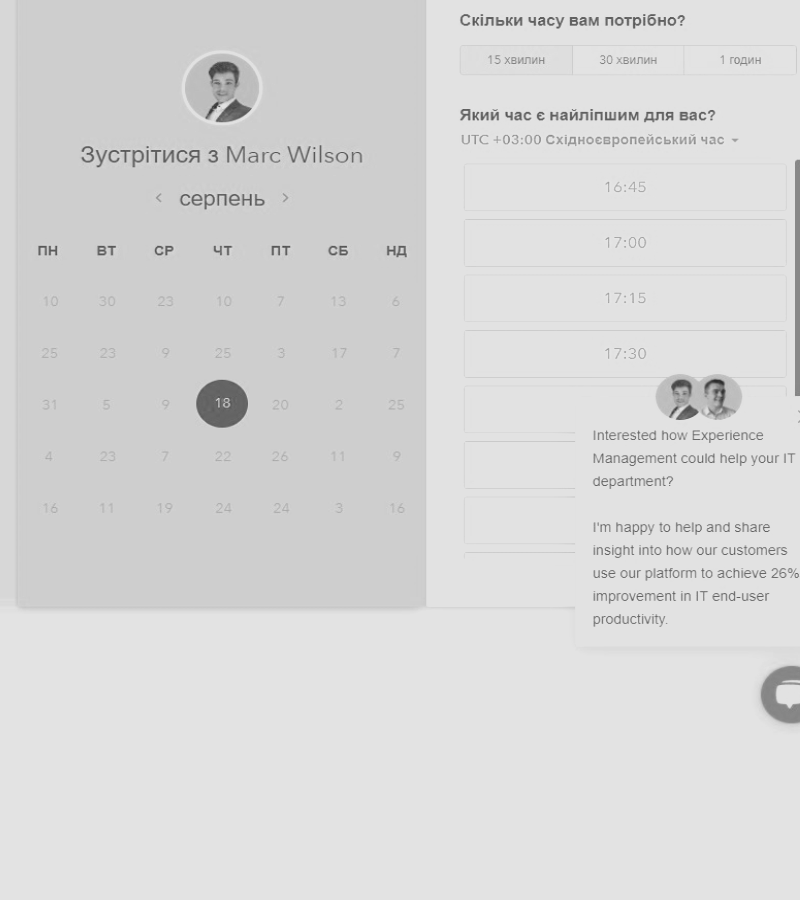 Зустрітися з Marc Wilson
серпень
ПН ВТ СР ЧТ ПТ СБ НД
10 30 23 10 7 13 6
25 23 9 25 3 17 7
31 5 9 18 20 2 25
4 23 7 22 26 11 9
16 11 19 24 24 3 16
Скільки часу вам потрібно?
15 хвилин 30 хвилин 1 годин
Який час є найліпшим для вас?
UTC +03:00 Східноєвропейський час
16:45
17:00
17:15
17:30
Interested how Experience
Management could help your IT
department?
I'm happy to help and share
insight into how our customers
use our platform to achieve 26%
improvement in IT end-user
productivity.